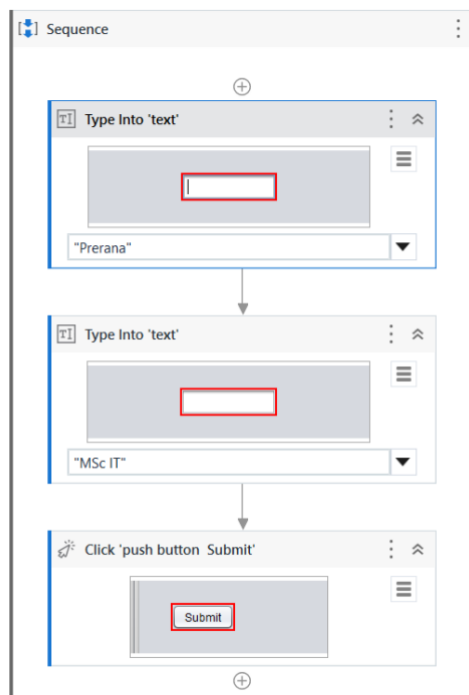 Sequence
Type Into 'text'
"Prerana"
Type Into 'text'
"MSc IT"
Click 'push button  Submit'
Submit